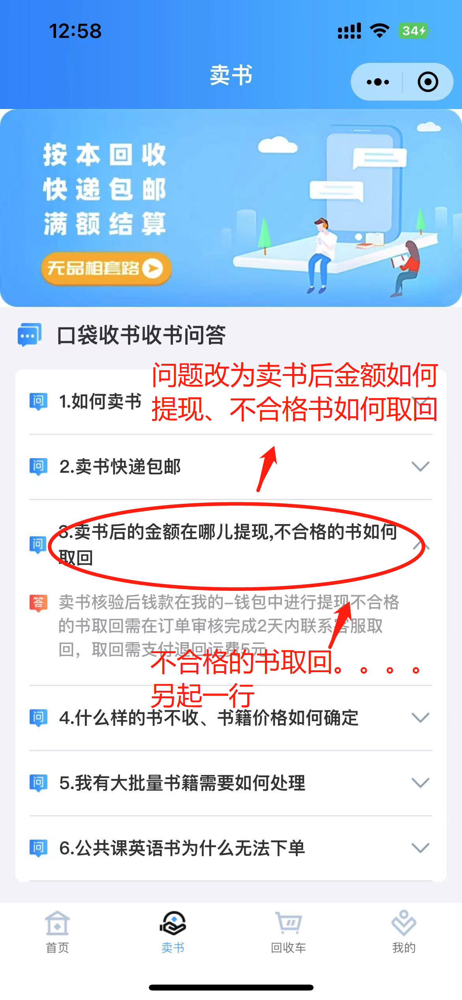 12:58
34
卖书
按本回收
快递包邮
满额结算
无品相套路
口袋收书收书问答
问题改为卖书后金额如何
提现、不合格书如何取回
问 1.如何卖书
问 2.卖书快递包邮
问 3.卖书后的金额在哪儿提现,不合格的书如何
取回
答 卖书核验后钱款在我的-钱包中进行提现不合格
的书取回需在订单审核完成2天内联系客服取
回，取回需支付退回运费5元
不合格的书取回。。。。
另起一行
问 4.什么样的书不收、书籍价格如何确定
问 5.我有大批量书籍需要如何处理
问 6.公共课英语书为什么无法下单
首页 卖书 回收车 我的